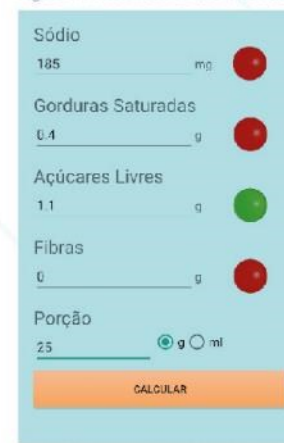 Sódio
185 mg
Gorduras Saturadas
0.4 g
Açúcares Livres
1.1 g
Fibras
0 g
Porção
25 g ml
CALCULAR